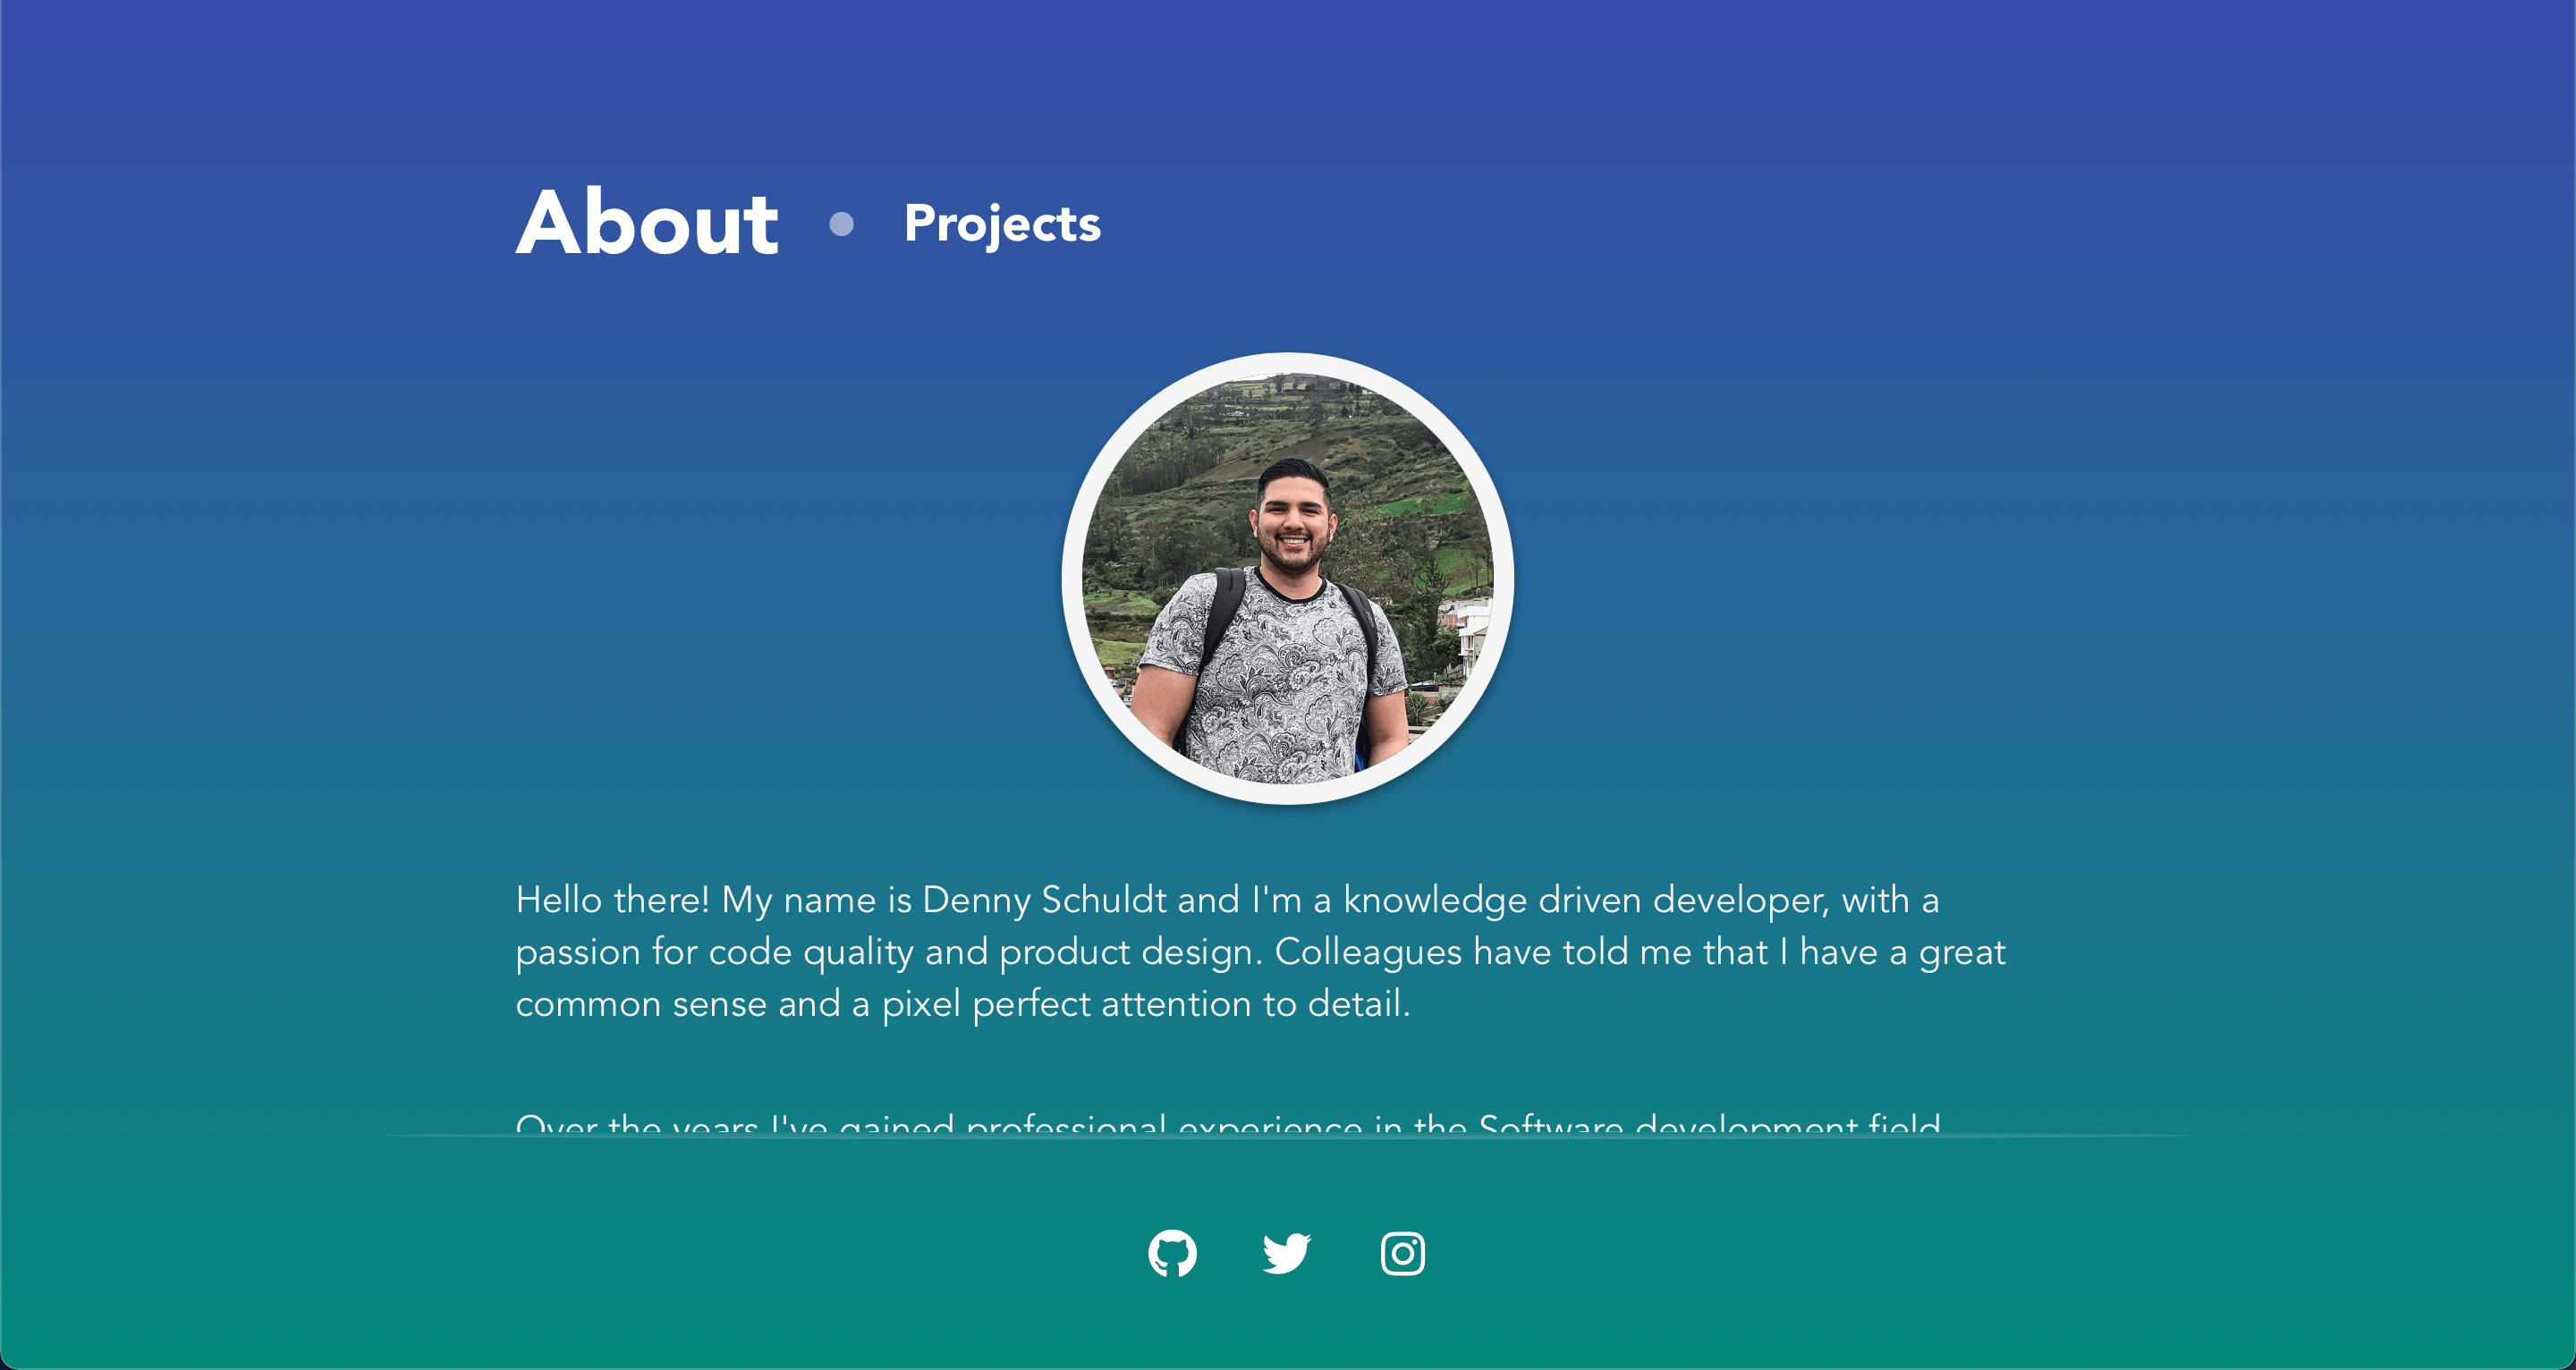 About
Projects
Hello there! My name is Denny Schuldt and I'm a knowledge driven developer, with a
passion for code quality and product design. Colleagues have told me that I have a great
common sense and a pixel perfect attention to detail.
Over the years I've gained professional experience in the Software development field